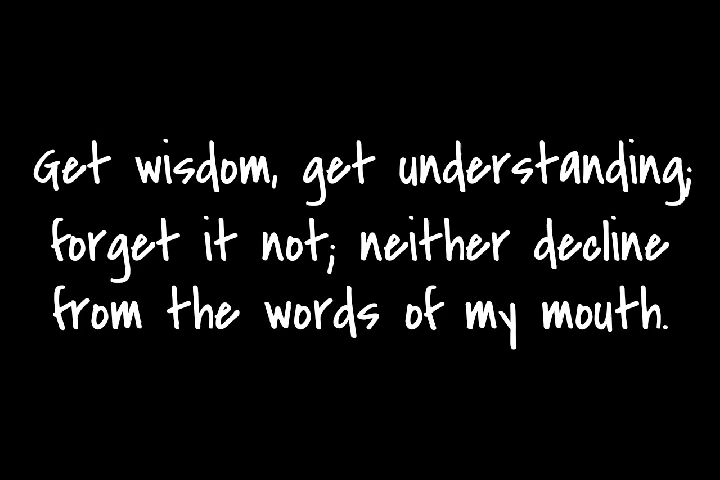 Get wisdom, get understanding;
forget it not; neither decline
from the words of my mouth.